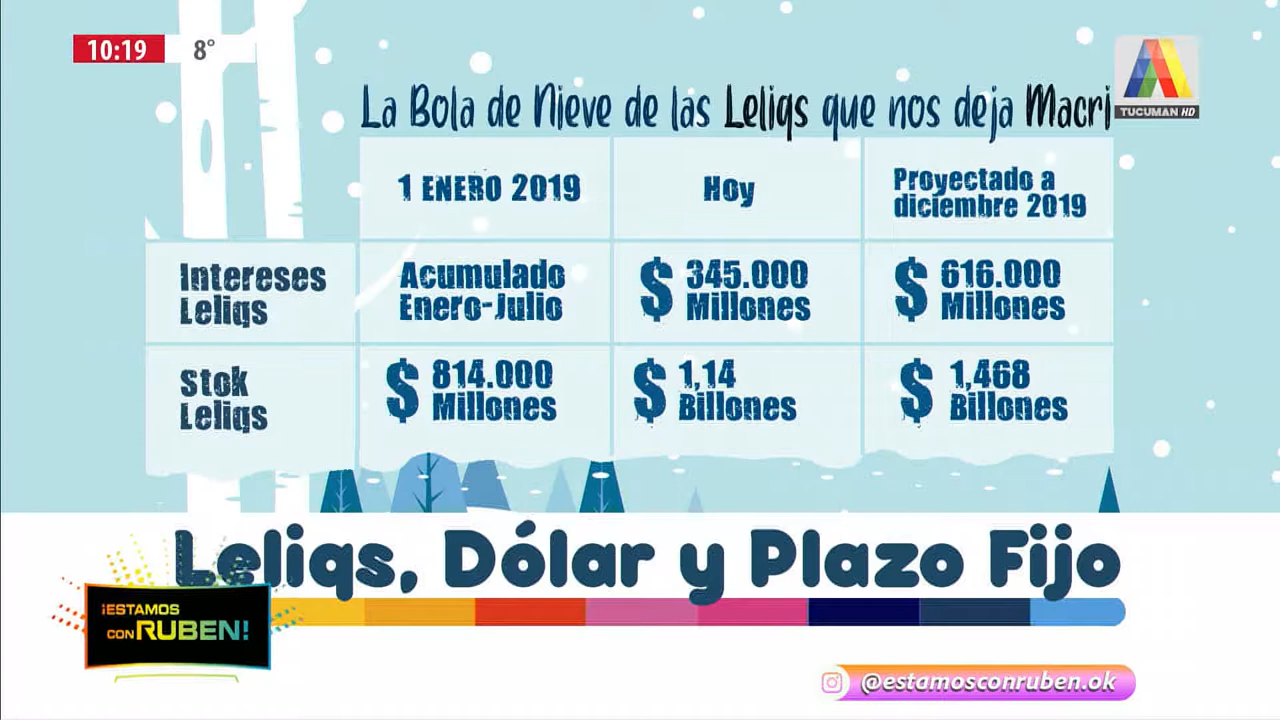 10:19 8°
TUCUMAN HD
La Bola de Nieve de las Leliqs que nos deja Macri
1 ENERO 2019
Hoy
Proyectado a
diciembre 2019
Intereses
Leliqs
Acumulado
Enero-Julio
$ 345.000
Millones
$ 616.000
Millones
Stok
Leliqs
$ 814.000
Millones
$ 1,14
Billones
$ 1,468
Billones
Leliqs, Dólar y Plazo Fijo
¡ESTAMOS
CON RUBEN!
@estamosconruben.ok